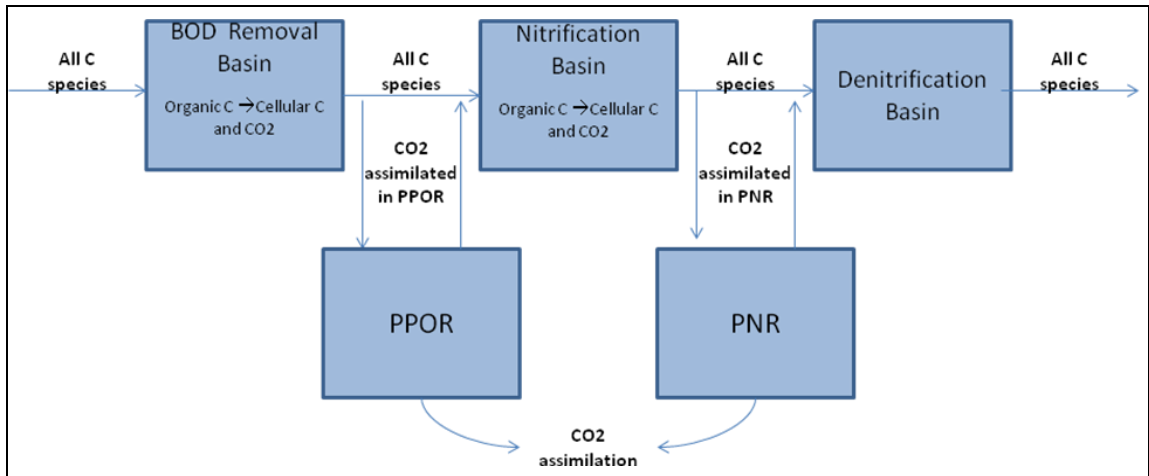 All C
species
BOD Removal
Basin
Organic C →Cellular C
and CO2
All C
species
Nitrification
Basin
Organic C →Cellular C
and CO2
All C
species
Denitrification
Basin
All C
species
CO2
assimilated
in PPOR
CO2
assimilated
in PNR
PPOR
PNR
CO2
assimilation